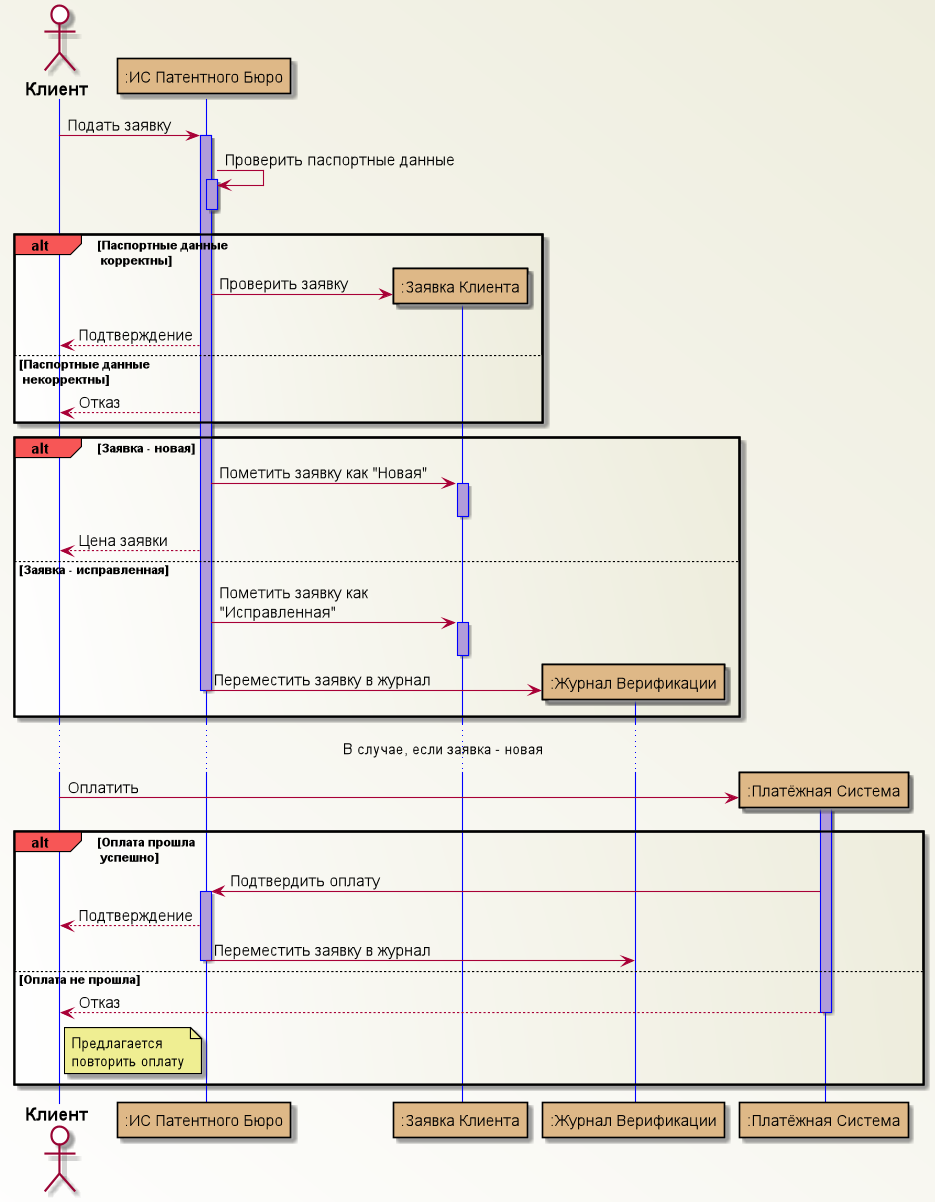 Клиент
:ИС Патентного Бюро
Подать заявку
Проверить паспортные данные
alt
[Паспортные данные
корректны]
Проверить заявку
:Заявка Клиента
Подтверждение
[Паспортные данные
некорректны]
Отказ
alt
[Заявка - новая]
Пометить заявку как "Новая"
Цена заявки
[Заявка - исправленная]
Пометить заявку как
"Исправленная"
Переместить заявку в журнал
:Журнал Верификации
В случае, если заявка - новая
Оплатить
:Платёжная Система
alt
[Оплата прошла
успешно]
Подтвердить оплату
Подтверждение
Переместить заявку в журнал
[Оплата не прошла]
Отказ
Предлагается
повторить оплату
Клиент
:ИС Патентного Бюро
:Заявка Клиента
:Журнал Верификации
:Платёжная Система